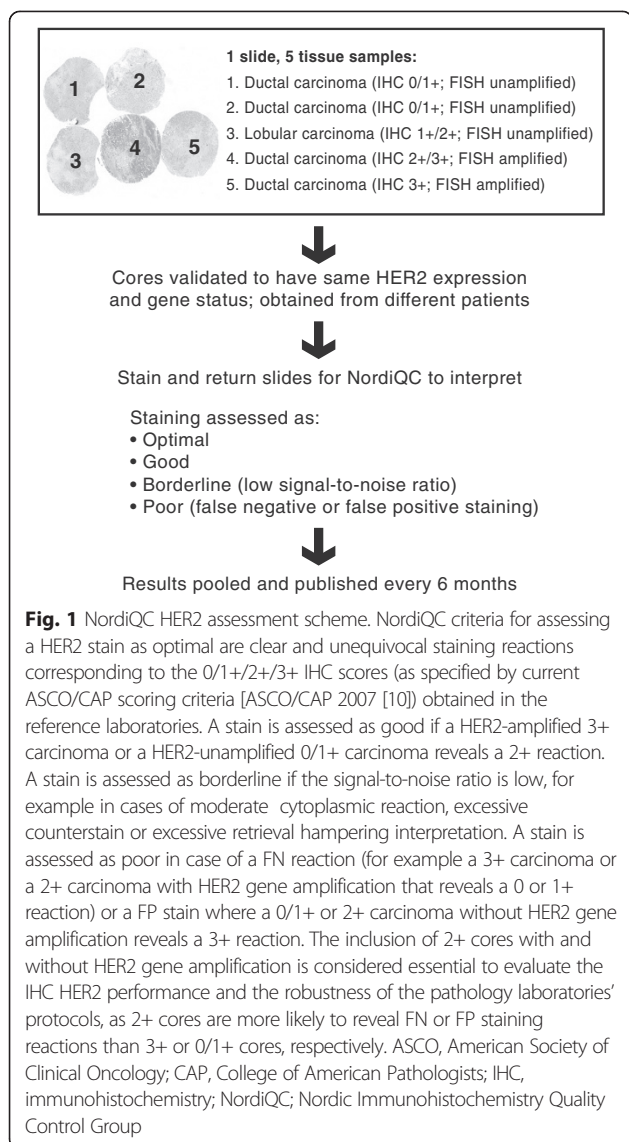 1 slide, 5 tissue samples:
1. Ductal carcinoma (IHC 0/1+; FISH unamplified)
2. Ductal carcinoma (IHC 0/1+; FISH unamplified)
3. Lobular carcinoma (IHC 1+/2+; FISH unamplified)
4. Ductal carcinoma (IHC 2+/3+; FISH amplified)
5. Ductal carcinoma (IHC 3+; FISH amplified)
1
2
3
4
5
Cores validated to have same HER2 expression
and gene status; obtained from different patients
Stain and return slides for NordiQC to interpret
Staining assessed as:
• Optimal
• Good
• Borderline (low signal-to-noise ratio)
• Poor (false negative or false positive staining)
Results pooled and published every 6 months
Fig. 1 NordiQC HER2 assessment scheme. NordiQC criteria for assessing
a HER2 stain as optimal are clear and unequivocal staining reactions
corresponding to the 0/1+/2+/3+ IHC scores (as specified by current
ASCO/CAP scoring criteria [ASCO/CAP 2007 [10]) obtained in the
reference laboratories. A stain is assessed as good if a HER2-amplified 3+
carcinoma or a HER2-unamplified 0/1+ carcinoma reveals a 2+ reaction.
A stain is assessed as borderline if the signal-to-noise ratio is low, for
example in cases of moderate cytoplasmic reaction, excessive
counterstain or excessive retrieval hampering interpretation. A stain is
assessed as poor in case of a FN reaction (for example a 3+ carcinoma or
a 2+ carcinoma with HER2 gene amplification that reveals a 0 or 1+
reaction) or a FP stain where a 0/1+ or 2+ carcinoma without HER2 gene
amplification reveals a 3+ reaction. The inclusion of 2+ cores with and
without HER2 gene amplification is considered essential to evaluate the
IHC HER2 performance and the robustness of the pathology laboratories'
protocols, as 2+ cores are more likely to reveal FN or FP staining
reactions than 3+ or 0/1+ cores, respectively. ASCO, American Society of
Clinical Oncology; CAP, College of American Pathologists; IHC,
immunohistochemistry; NordiQC; Nordic Immunohistochemistry Quality
Control Group